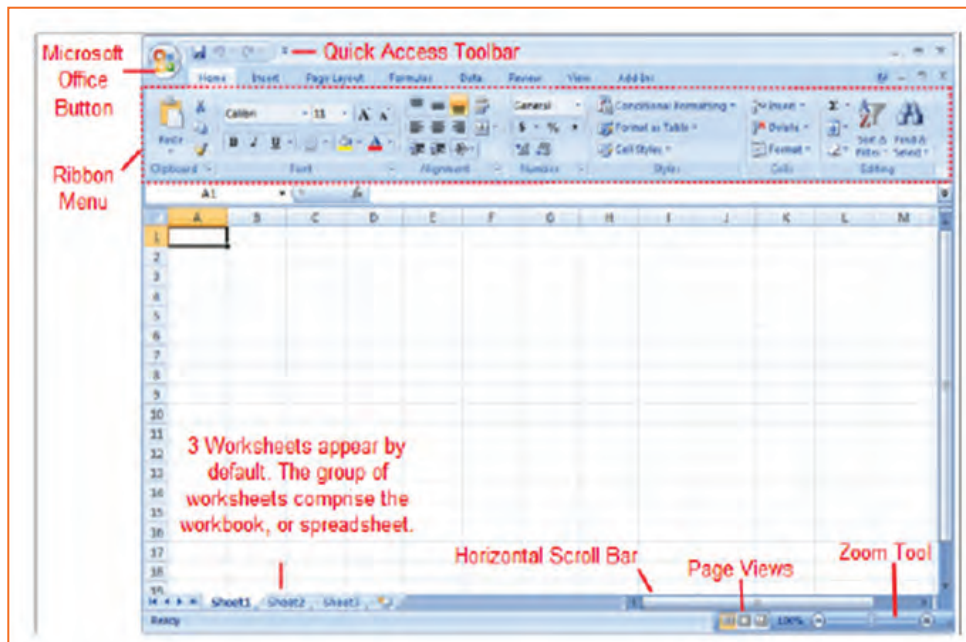 Microsoft
Office
Button
Quick Access Toolbar
Home Insert Page Layout Formulas Data Review View Add-Ins
Ribbon
Menu
Calibri 11 General Conditional Formatting Insert Σ
Paste B I U $ % Format as Table Delete Sort & Find &
Cell Styles Format Filter Select
Clipboard Font Alignment Number Styles Cells Editing
A1 fx
A B C D E F G H I J K L M
1
2
3
4
5
6
7
8
9
10
11
12
13
14
15
16
17
18
19
3 Worksheets appear by
default. The group of
worksheets comprise the
workbook, or spreadsheet.
Horizontal Scroll Bar
Page Views
Zoom Tool
Sheet1 Sheet2 Sheet3
Ready 100%